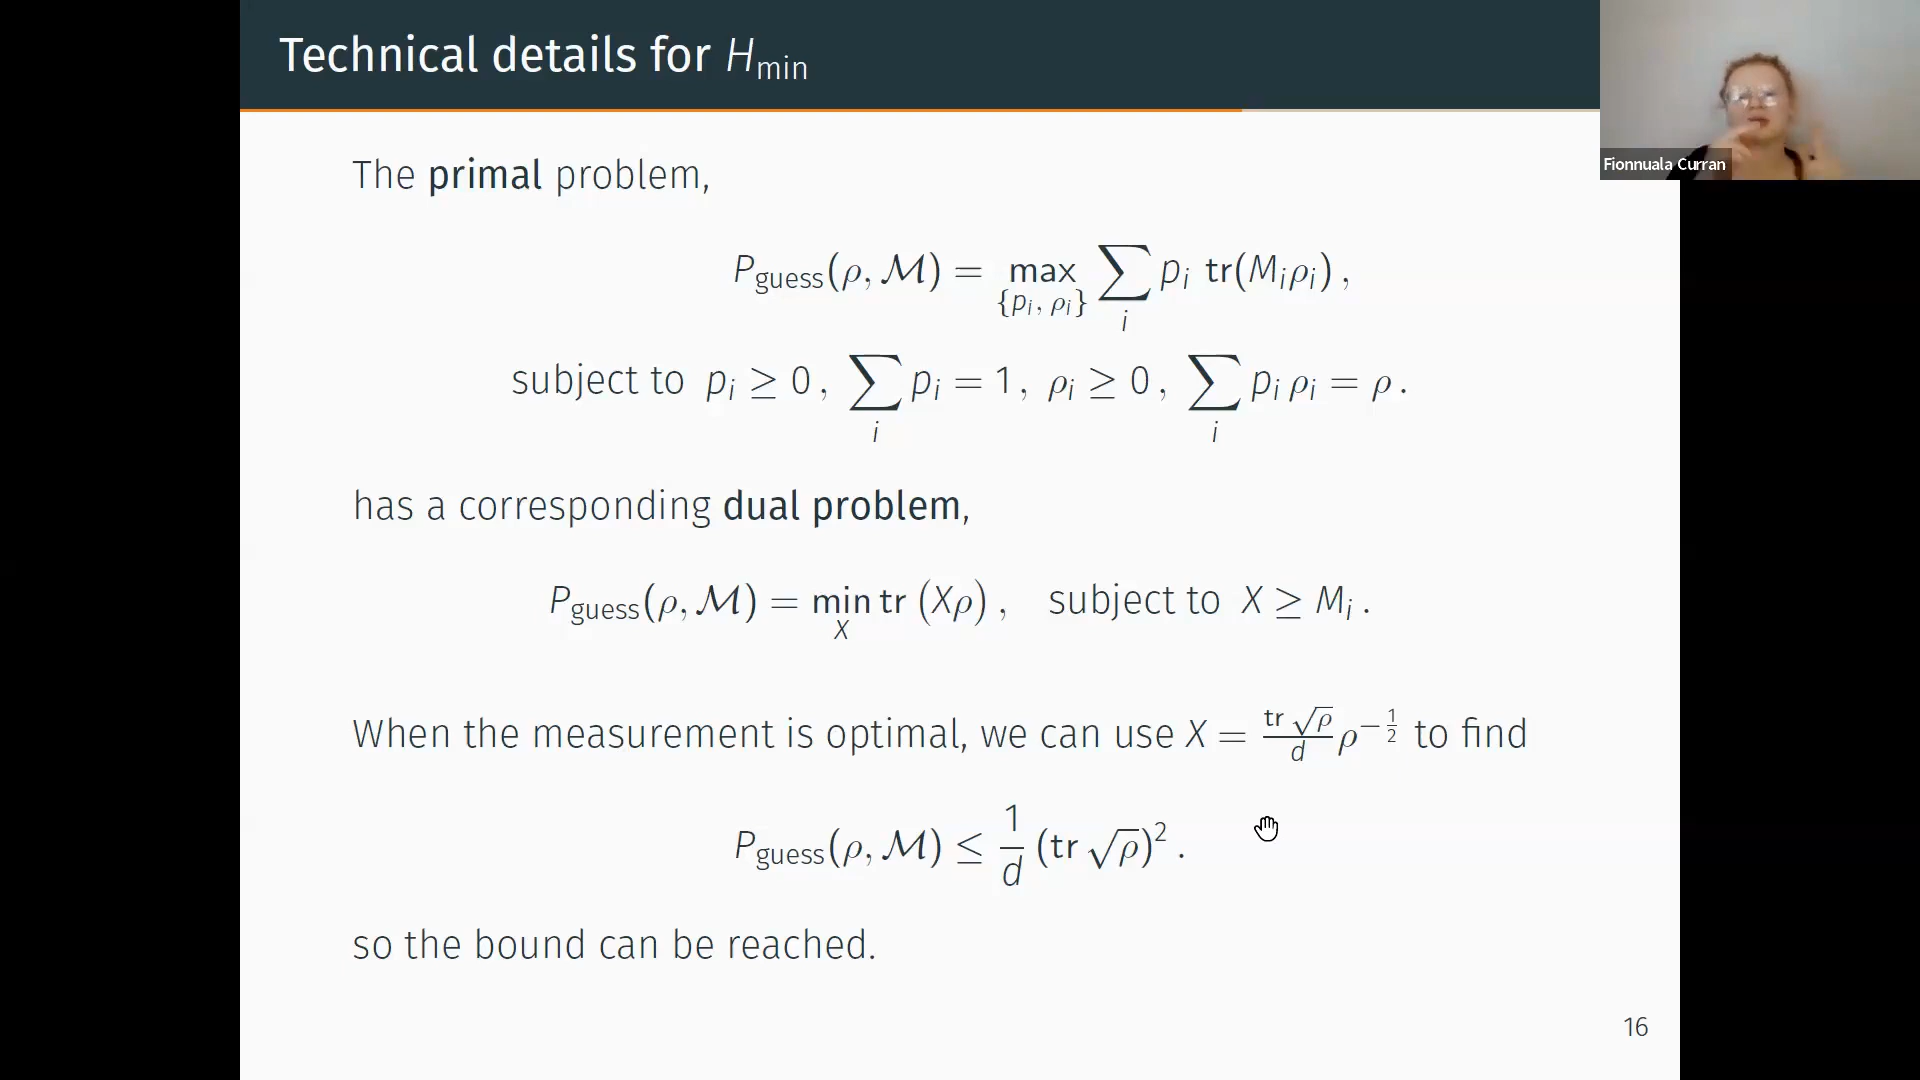 Technical details for H_min
Fionnuala Curran
The primal problem,
P_guess(ρ, ℳ) = max_{p_i, ρ_i} ∑_i p_i tr(M_i ρ_i) ,
subject to p_i ≥ 0 , ∑_i p_i = 1 , ρ_i ≥ 0 , ∑_i p_i ρ_i = ρ .
has a corresponding dual problem,
P_guess(ρ, ℳ) = min_X tr (Xρ) , subject to X ≥ M_i .
When the measurement is optimal, we can use X = (tr √ρ)/d ρ^{-1/2} to find
P_guess(ρ, ℳ) ≤ 1/d (tr √ρ)² .
so the bound can be reached.
16